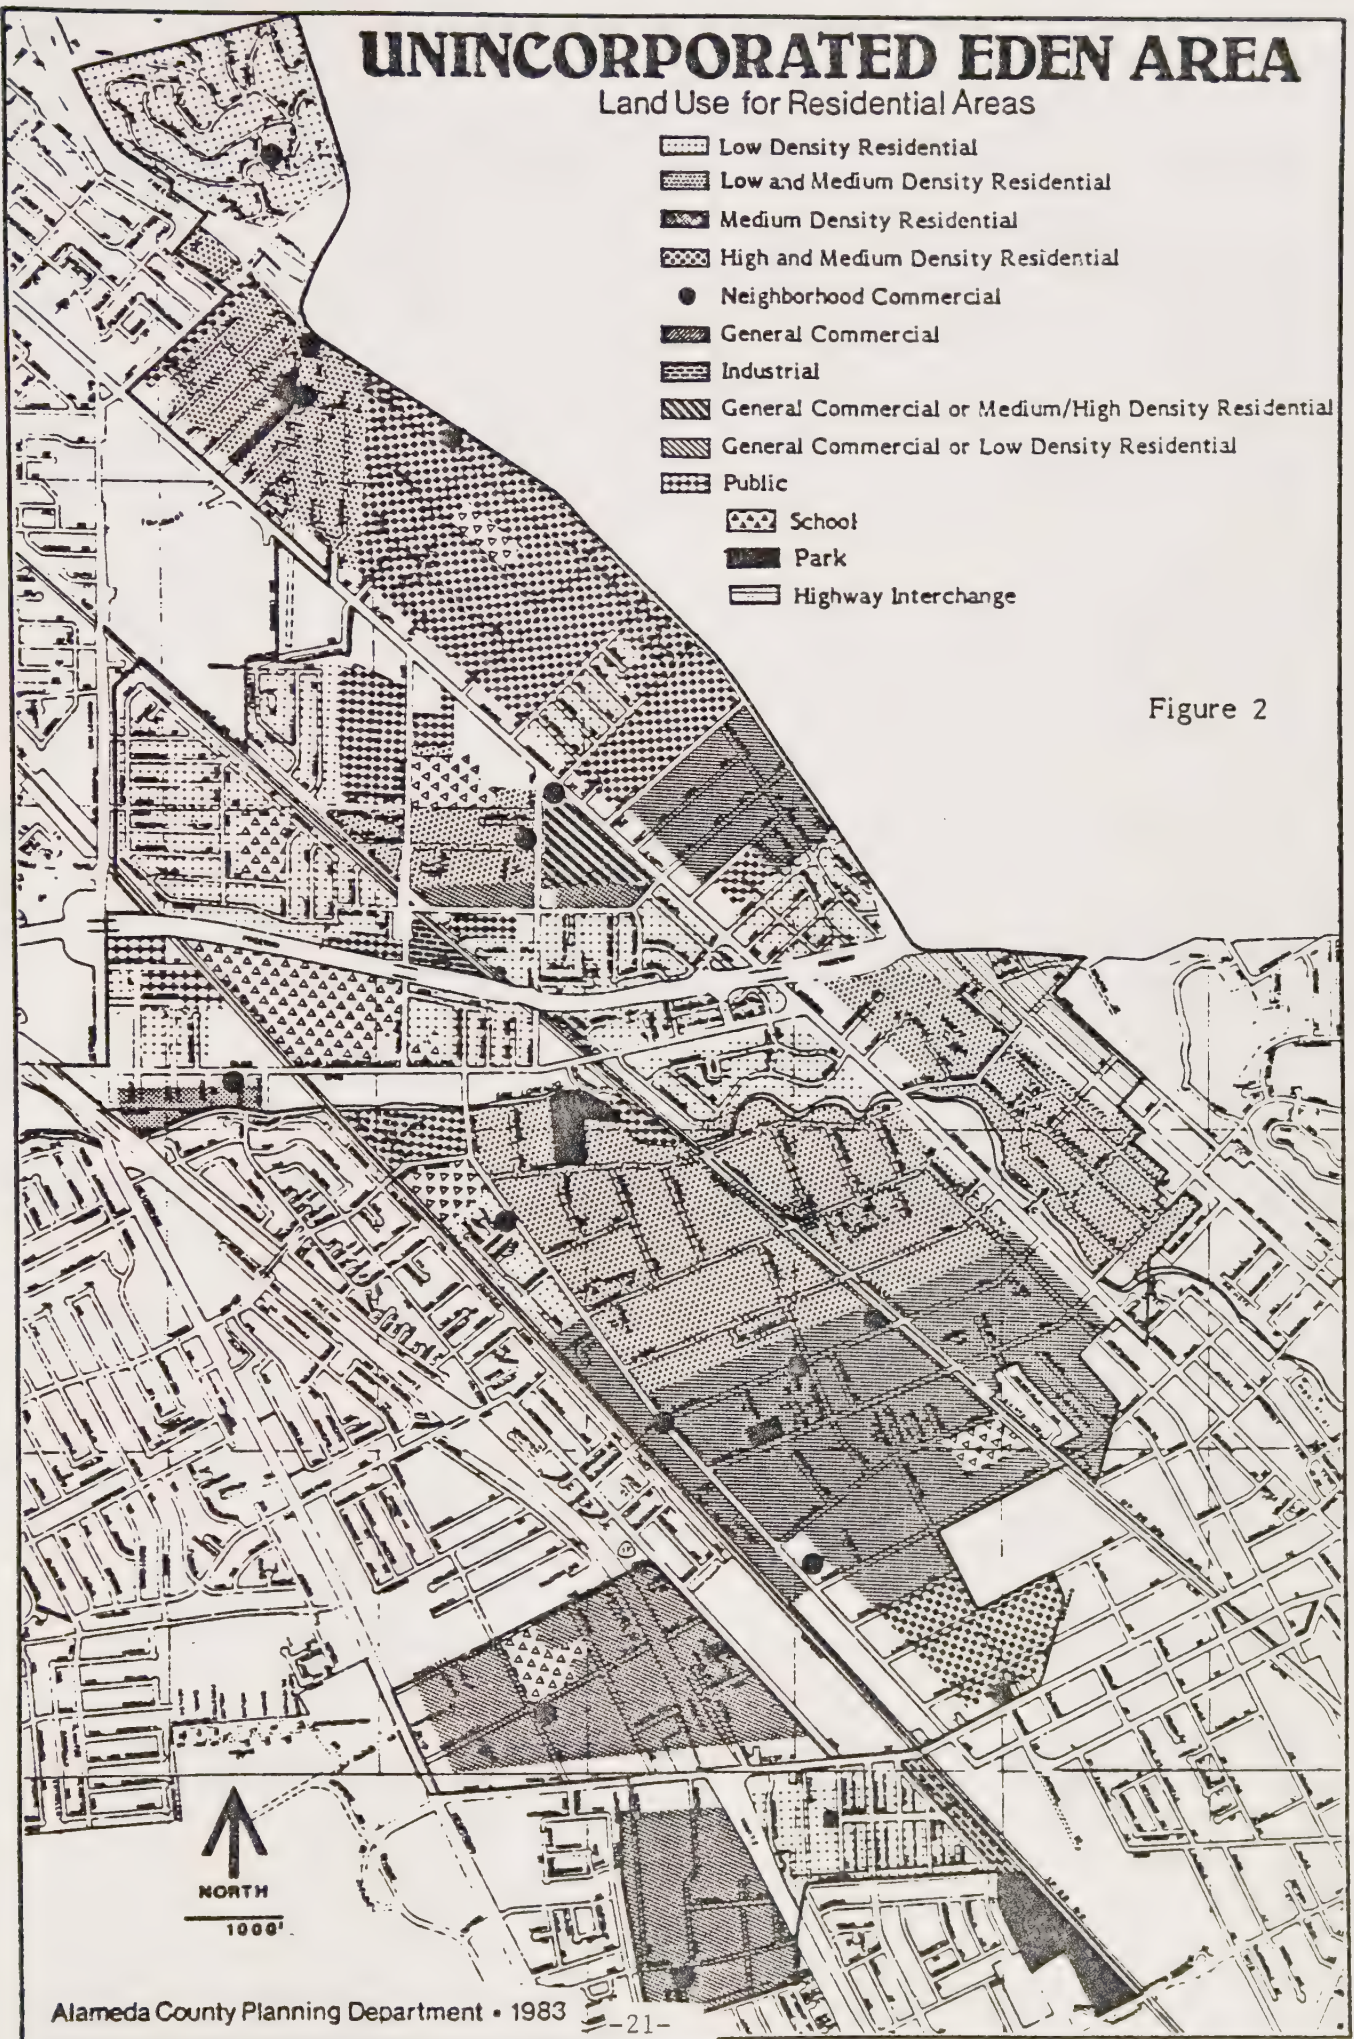 UNINCORPORATED EDEN AREA
Land Use for Residential Areas
Low Density Residential
Low and Medium Density Residential
Medium Density Residential
High and Medium Density Residential
Neighborhood Commercial
General Commercial
Industrial
General Commercial or Medium/High Density Residential
General Commercial or Low Density Residential
Public
School
Park
Highway Interchange
Figure 2
NORTH
1000'
Alameda County Planning Department • 1983
-21-